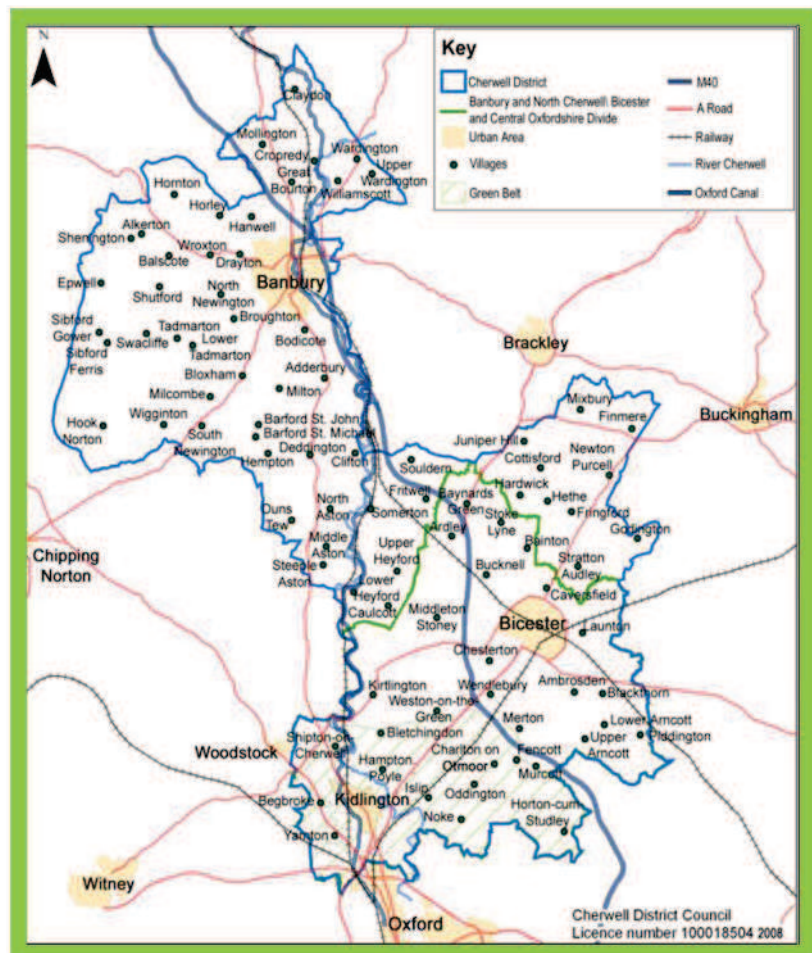 N
Key
Cherwell District
Banbury and North Cherwell\ Bicester
and Central Oxfordshire Divide
Urban Area
Villages
Green Belt
M40
A Road
Railway
River Cherwell
Oxford Canal
Claydon
Mollington
Cropredy
Wardington
Great
Bourton
Upper
Wardington
Williamscott
Hornton
Horley
Hanwell
Alkerton
Shenington
Wroxton
Balscote
Drayton
Banbury
Epwell
Shutford
North
Newington
Broughton
Sibford
Gower
Tadmarton
Bodicote
Swaclife
Lower
Tadmarton
Sibford
Ferris
Brackley
Bloxham
Adderbury
Milcombe
Milton
Mixbury
Finmere
Buckingham
Hook
Norton
Wigginton
South
Newington
Barford St. John
Barford St. Michael
Deddington
Hempton
Clifton
Juniper Hill
Cottisford
Newton
Purcell
Souldern
Hardwick
Hethe
Fritwell
Baynards
Green
Fringford
Duns
Tew
North
Aston
Somerton
Stoke
Lyne
Godington
Ardley
Chipping
Norton
Middle
Aston
Upper
Heyford
Bainton
Steeple
Aston
Bucknell
Stratton
Audley
Lower
Heyford
Caulcott
Caversfield
Middleton
Stoney
Bicester
Launton
Chesterton
Kirtlington
Weston-on-the-
Green
Wendlebury
Ambrosden
Blackthorn
Bletchingdon
Merton
Lower Arncott
Upper
Arncott
Piddington
Woodstock
Shipton-on-
Cherwell
Hampton
Poyle
Charlton on
Otmoor
Fencott
Murcott
Begbroke
Kidlington
Islip
Oddington
Noke
Horton-cum-
Studley
Yarnton
Witney
Oxford
Cherwell District Council
Licence number 100018504 2008